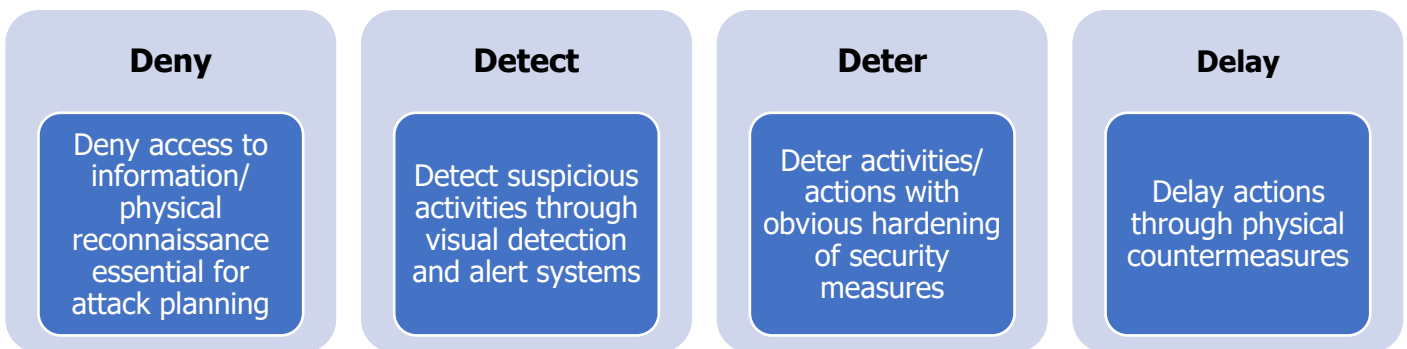 Deny
Deny access to
information/
physical
reconnaissance
essential for
attack planning
Detect
Detect suspicious
activities through
visual detection
and alert systems
Deter
Deter activities/
actions with
obvious hardening
of security
measures
Delay
Delay actions
through physical
countermeasures